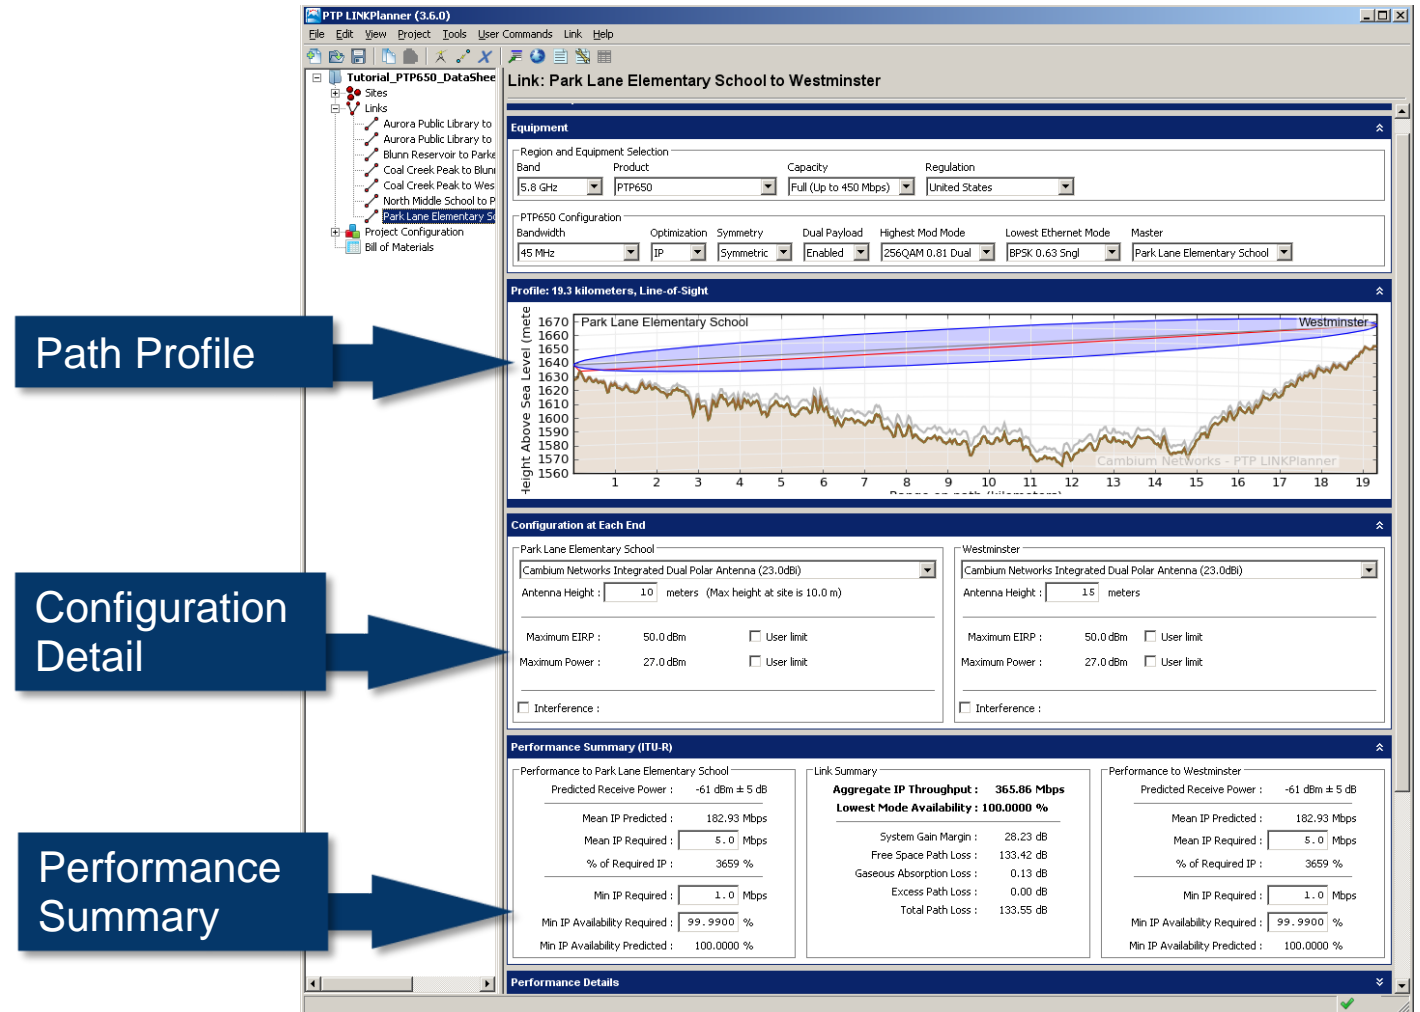 PTP LINKPlanner (3.6.0)
File Edit View Project Tools User Commands Link Help
Tutorial_PTP650_DataShee
Sites
Links
Aurora Public Library to
Aurora Public Library to
Blunn Reservoir to Parke
Coal Creek Peak to Blun
Coal Creek Peak to Wes
North Middle School to P
Park Lane Elementary Sc
Project Configuration
Bill of Materials
Path Profile
Configuration
Detail
Performance
Summary
Link: Park Lane Elementary School to Westminster
Equipment
Region and Equipment Selection
Band Product Capacity Regulation
5.8 GHz PTP650 Full (Up to 450 Mbps) United States
PTP650 Configuration
Bandwidth Optimization Symmetry Dual Payload Highest Mod Mode Lowest Ethernet Mode Master
45 MHz IP Symmetric Enabled 256QAM 0.81 Dual BPSK 0.63 Sngl Park Lane Elementary School
Profile: 19.3 kilometers, Line-of-Sight
Height Above Sea Level (mete
1670
1660
1650
1640
1630
1620
1610
1600
1590
1580
1570
1560
Park Lane Elementary School Westminster
Cambium Networks - PTP LINKPlanner
1 2 3 4 5 6 7 8 9 10 11 12 13 14 15 16 17 18 19
Range on path (kilometers)
Configuration at Each End
Park Lane Elementary School
Cambium Networks Integrated Dual Polar Antenna (23.0dBi)
Antenna Height : 10 meters (Max height at site is 10.0 m)
Maximum EIRP : 50.0 dBm User limit
Maximum Power : 27.0 dBm User limit
Interference :
Westminster
Cambium Networks Integrated Dual Polar Antenna (23.0dBi)
Antenna Height : 15 meters
Maximum EIRP : 50.0 dBm User limit
Maximum Power : 27.0 dBm User limit
Interference :
Performance Summary (ITU-R)
Performance to Park Lane Elementary School
Predicted Receive Power : -61 dBm ± 5 dB
Mean IP Predicted : 182.93 Mbps
Mean IP Required : 5.0 Mbps
% of Required IP : 3659 %
Min IP Required : 1.0 Mbps
Min IP Availability Required : 99.9900 %
Min IP Availability Predicted : 100.0000 %
Link Summary
Aggregate IP Throughput : 365.86 Mbps
Lowest Mode Availability : 100.0000 %
System Gain Margin : 28.23 dB
Free Space Path Loss : 133.42 dB
Gaseous Absorption Loss : 0.13 dB
Excess Path Loss : 0.00 dB
Total Path Loss : 133.55 dB
Performance to Westminster
Predicted Receive Power : -61 dBm ± 5 dB
Mean IP Predicted : 182.93 Mbps
Mean IP Required : 5.0 Mbps
% of Required IP : 3659 %
Min IP Required : 1.0 Mbps
Min IP Availability Required : 99.9900 %
Min IP Availability Predicted : 100.0000 %
Performance Details